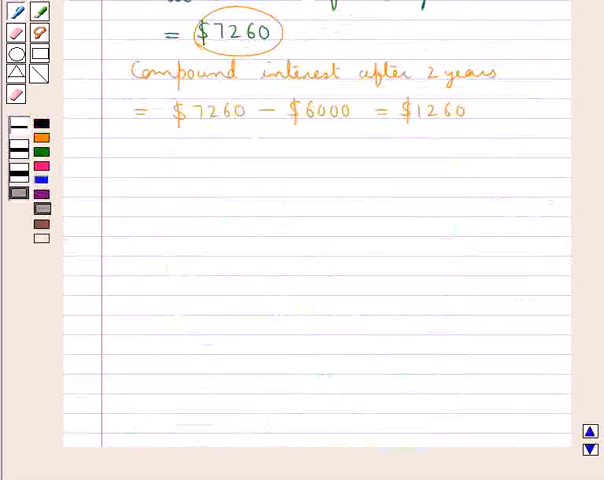 = $7260
Compound interest after 2 years
= $7260 - $6000 = $1260